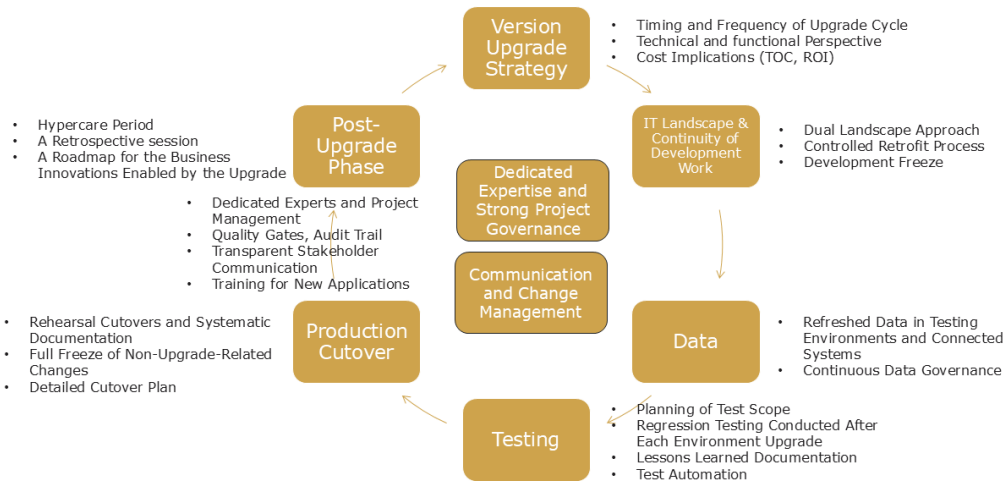 Version
Upgrade
Strategy
• Timing and Frequency of Upgrade Cycle
• Technical and functional Perspective
• Cost Implications (TOC, ROI)
IT Landscape &
Continuity of
Development
Work
• Dual Landscape Approach
• Controlled Retrofit Process
• Development Freeze
Data
• Refreshed Data in Testing
Environments and Connected
Systems
• Continuous Data Governance
Testing
• Planning of Test Scope
• Regression Testing Conducted After
Each Environment Upgrade
• Lessons Learned Documentation
• Test Automation
Production
Cutover
• Rehearsal Cutovers and Systematic
Documentation
• Full Freeze of Non-Upgrade-Related
Changes
• Detailed Cutover Plan
Post-
Upgrade
Phase
• Hypercare Period
• A Retrospective session
• A Roadmap for the Business
Innovations Enabled by the Upgrade
Dedicated
Expertise and
Strong Project
Governance
Communication
and Change
Management
• Dedicated Experts and Project
Management
• Quality Gates, Audit Trail
• Transparent Stakeholder
Communication
• Training for New Applications